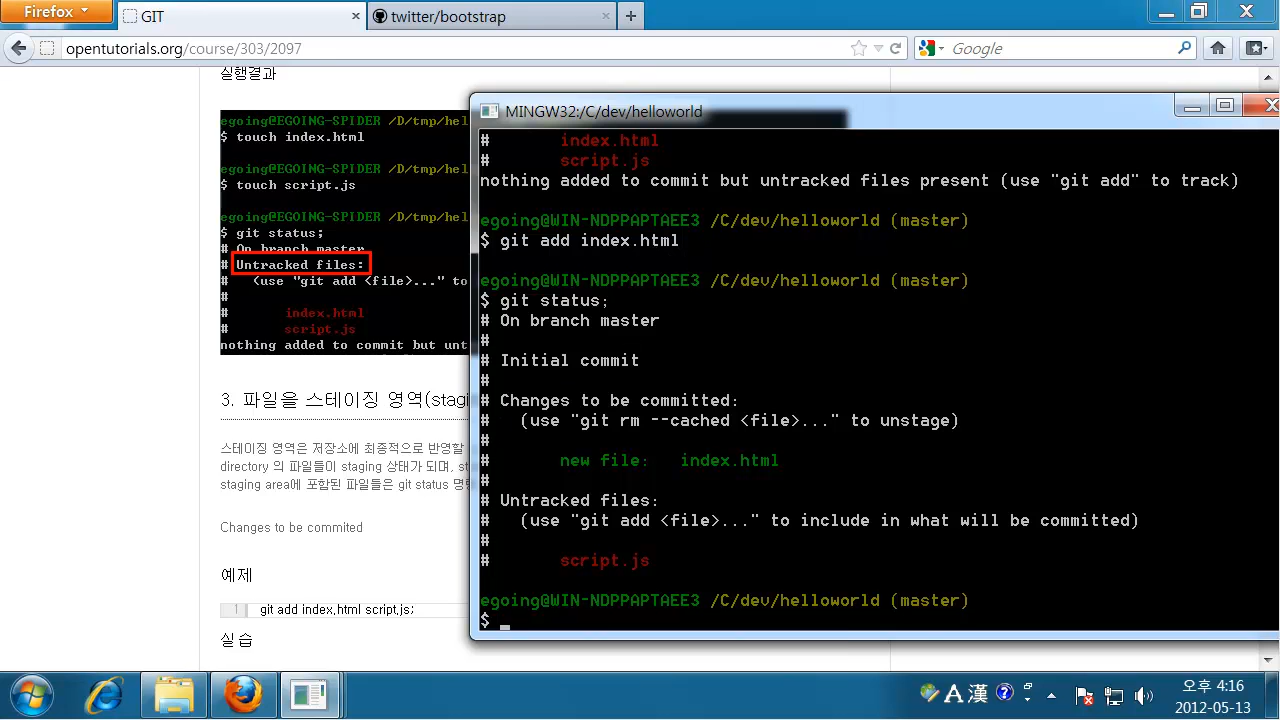 Firefox
GIT
twitter/bootstrap
opentutorials.org/course/303/2097
Google
실행결과
egoing@EGOING-SPIDER /D/tmp/hel
$ touch index.html
egoing@EGOING-SPIDER /D/tmp/hel
$ touch script.js
egoing@EGOING-SPIDER /D/tmp/hel
$ git status;
# On branch master
# Untracked files:
# (use "git add <file>..." to
#
# index.html
# script.js
nothing added to commit but unt
3. 파일을 스테이징 영역(stagi
스테이징 영역은 저장소에 최종적으로 반영할
directory 의 파일들이 staging 상태가 되며, st
staging area에 포함된 파일들은 git status 명령
Changes to be commited
예제
1 git add index.html script.js;
실습
MINGW32:/C/dev/helloworld
# index.html
# script.js
nothing added to commit but untracked files present (use "git add" to track)
egoing@WIN-NDPPAPTAEE3 /C/dev/helloworld (master)
$ git add index.html
egoing@WIN-NDPPAPTAEE3 /C/dev/helloworld (master)
$ git status;
# On branch master
#
# Initial commit
#
# Changes to be committed:
# (use "git rm --cached <file>..." to unstage)
#
# new file: index.html
#
# Untracked files:
# (use "git add <file>..." to include in what will be committed)
#
# script.js
egoing@WIN-NDPPAPTAEE3 /C/dev/helloworld (master)
$ _
A 漢
오후 4:16
2012-05-13